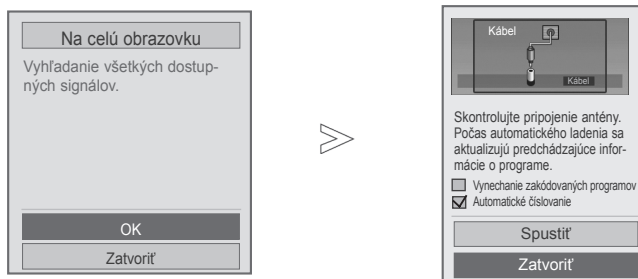 Na celú obrazovku
Vyhľadanie všetkých dostup-
ných signálov.
OK
Zatvoriť
Kábel
Kábel
Skontrolujte pripojenie antény.
Počas automatického ladenia sa
aktualizujú predchádzajúce infor-
mácie o programe.
Vynechanie zakódovaných programov
Automatické číslovanie
Spustiť
Zatvoriť